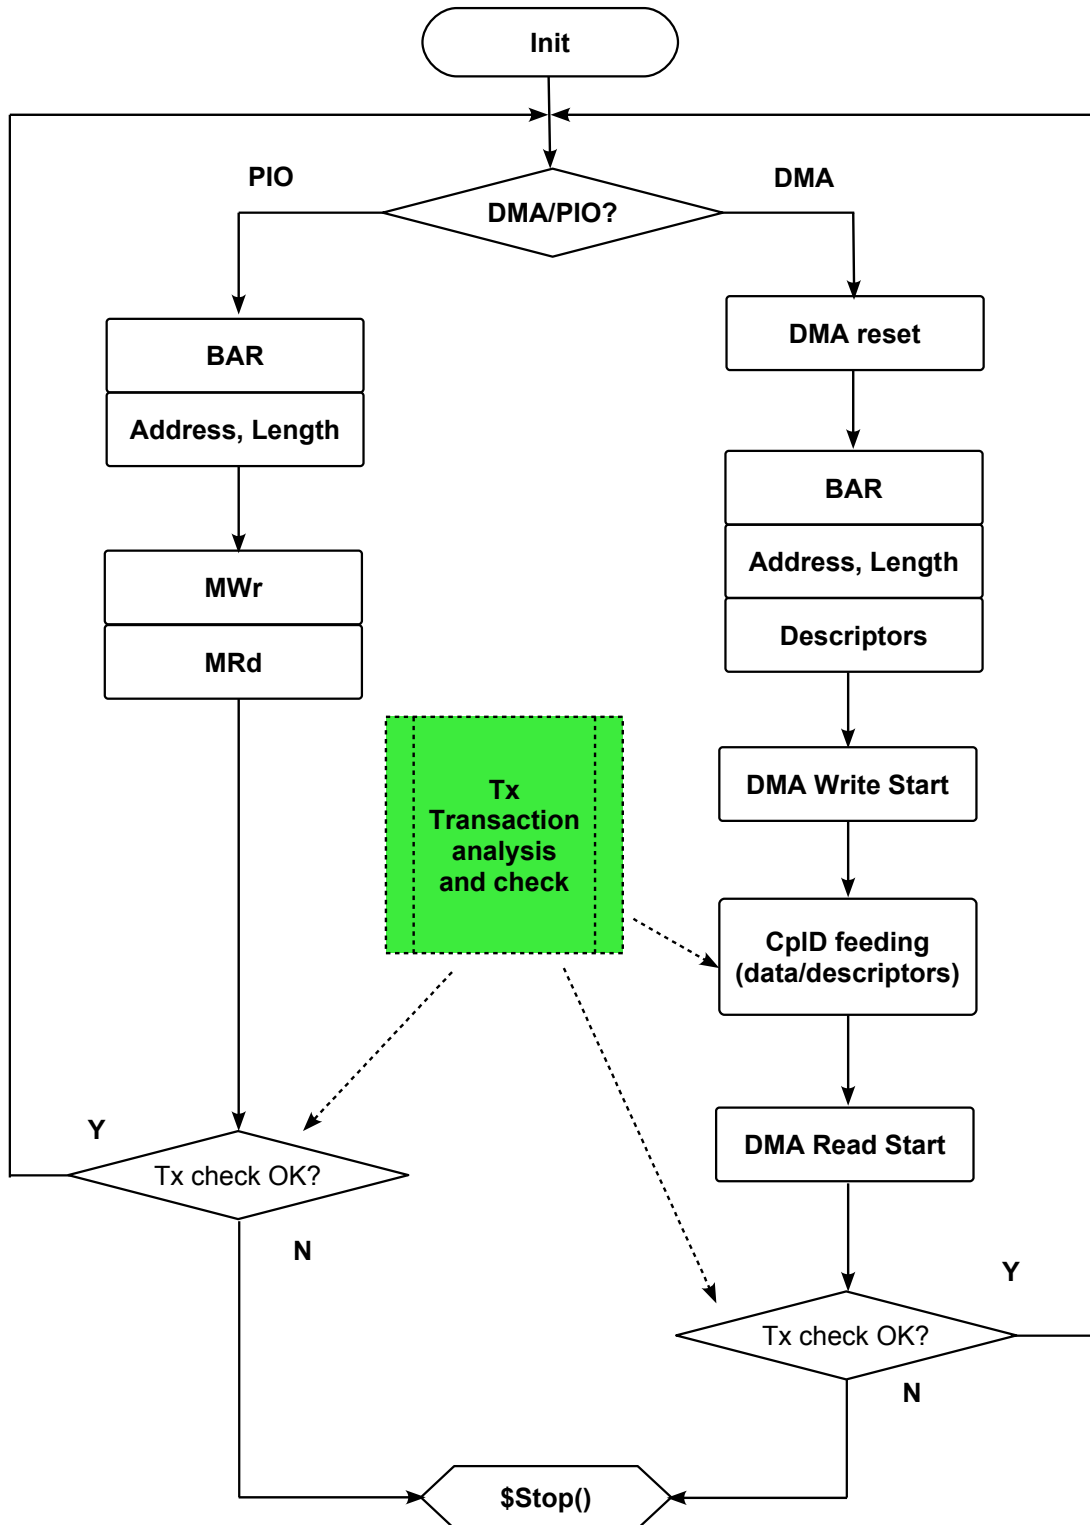 Init
PIO
DMA
DMA/PIO?
BAR
Address, Length
MWr
MRd
DMA reset
BAR
Address, Length
Descriptors
DMA Write Start
Tx
Transaction
analysis
and check
CplD feeding
(data/descriptors)
DMA Read Start
Y
Tx check OK?
N
Y
Tx check OK?
N
$Stop()